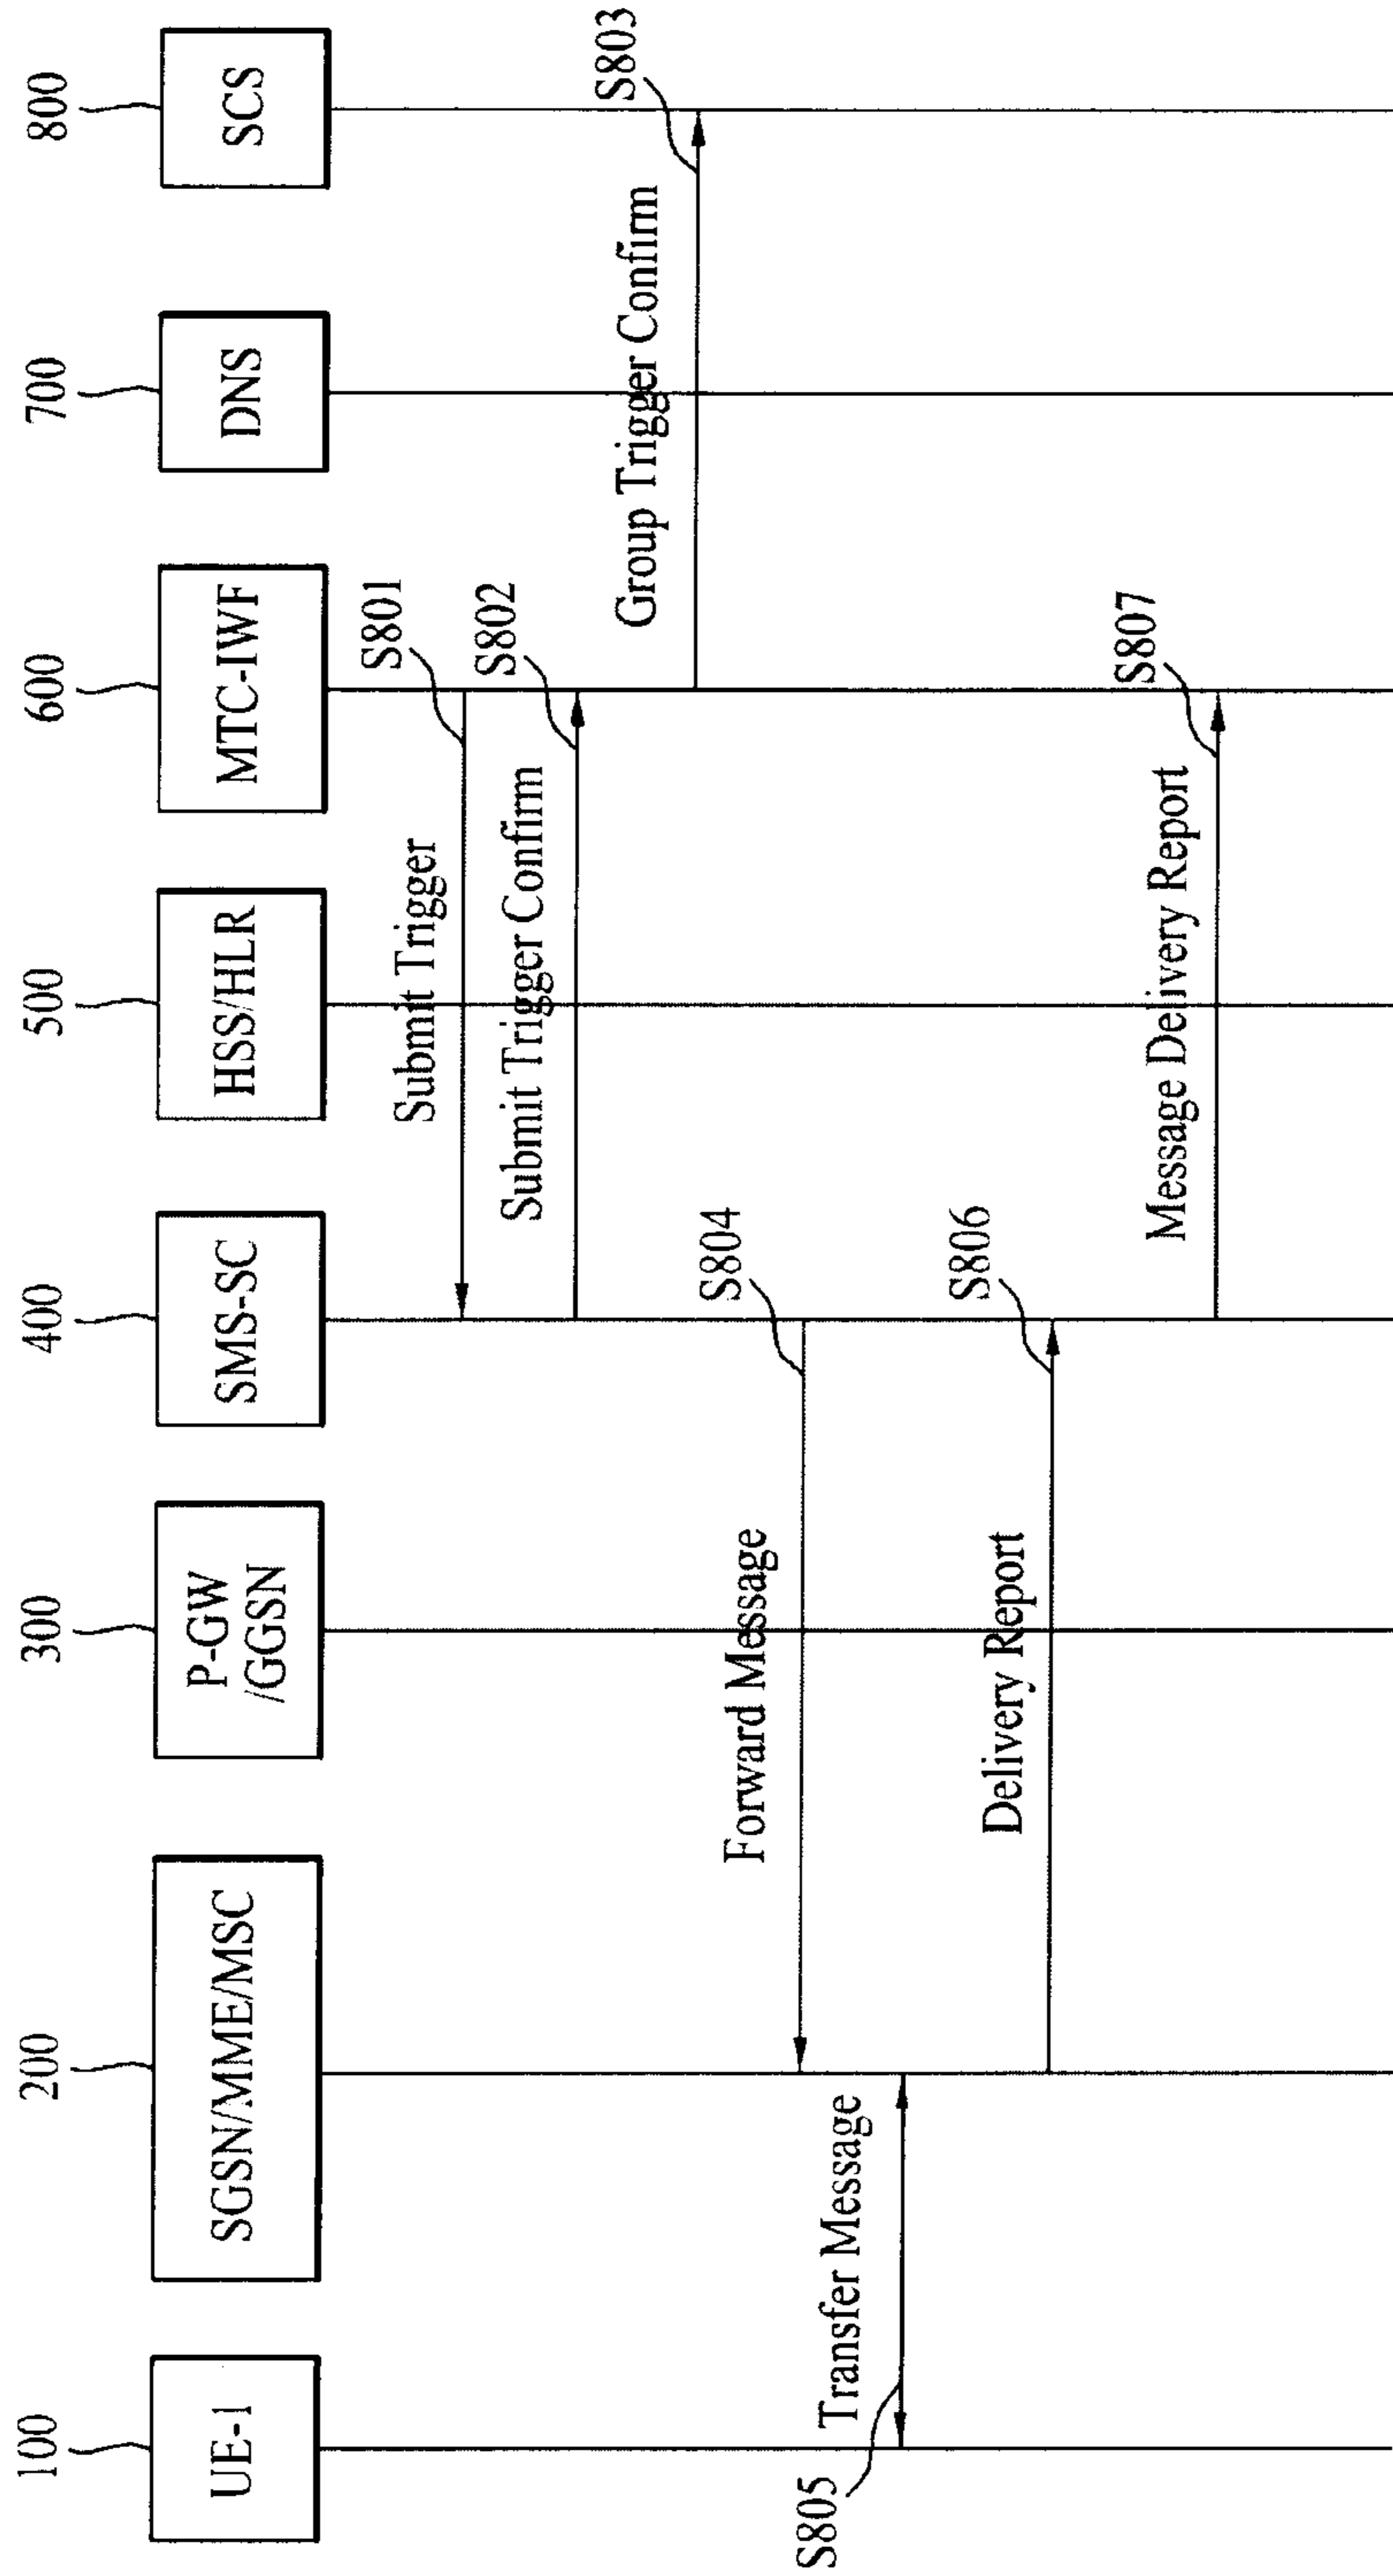 100
200
300
400
500
600
700
800
UE-1
SGSN/MME/MSC
P-GW
/GGSN
SMS-SC
HSS/HLR
MTC-IWF
DNS
SCS
S801
Submit Trigger
S802
Submit Trigger Confirm
S803
Group Trigger Confirm
S804
Forward Message
S805
Transfer Message
S806
Delivery Report
S807
Message Delivery Report